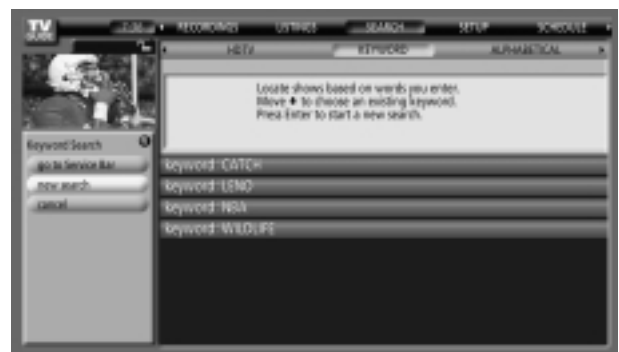 TV
GUIDE
7:30 RECORDINGS LISTINGS SEARCH SETUP SCHEDULE
HDTV KEYWORD ALPHABETICAL
Locate shows based on words you enter.
Move to choose an existing keyword.
Press Enter to start a new search.
Keyword Search
go to Service Bar
new search
cancel
keyword: CATCH
keyword: LENO
keyword: NBA
keyword: WILDLIFE